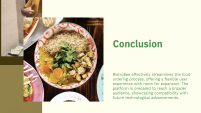 Conclusion
BotIndex effectively streamlines the food
ordering process, offering a flexible user
experience with room for expansion. The
platform is prepared to reach a broader
audience, showcasing compatibility with
future technological advancements.